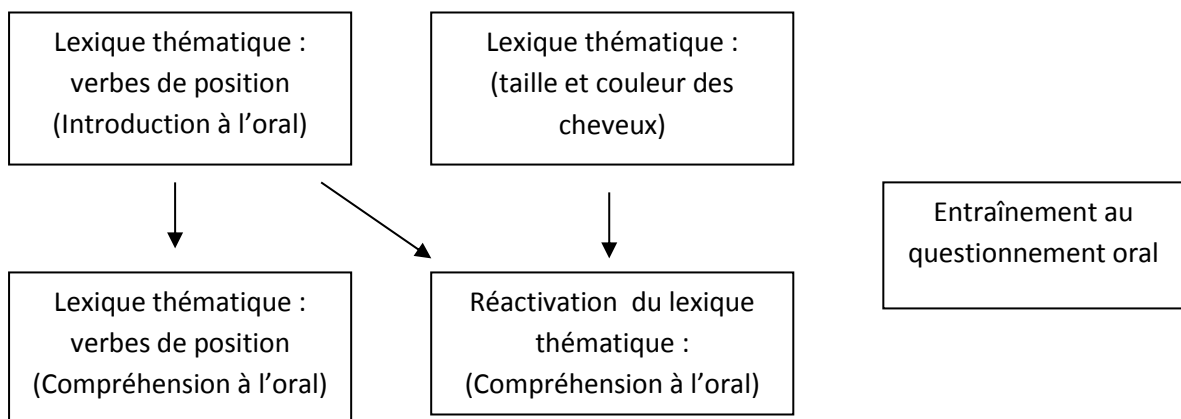 Lexique thématique :
verbes de position
(Introduction à l'oral)
Lexique thématique :
(taille et couleur des
cheveux)
Entraînement au
questionnement oral
Lexique thématique :
verbes de position
(Compréhension à l'oral)
Réactivation du lexique
thématique :
(Compréhension à l'oral)